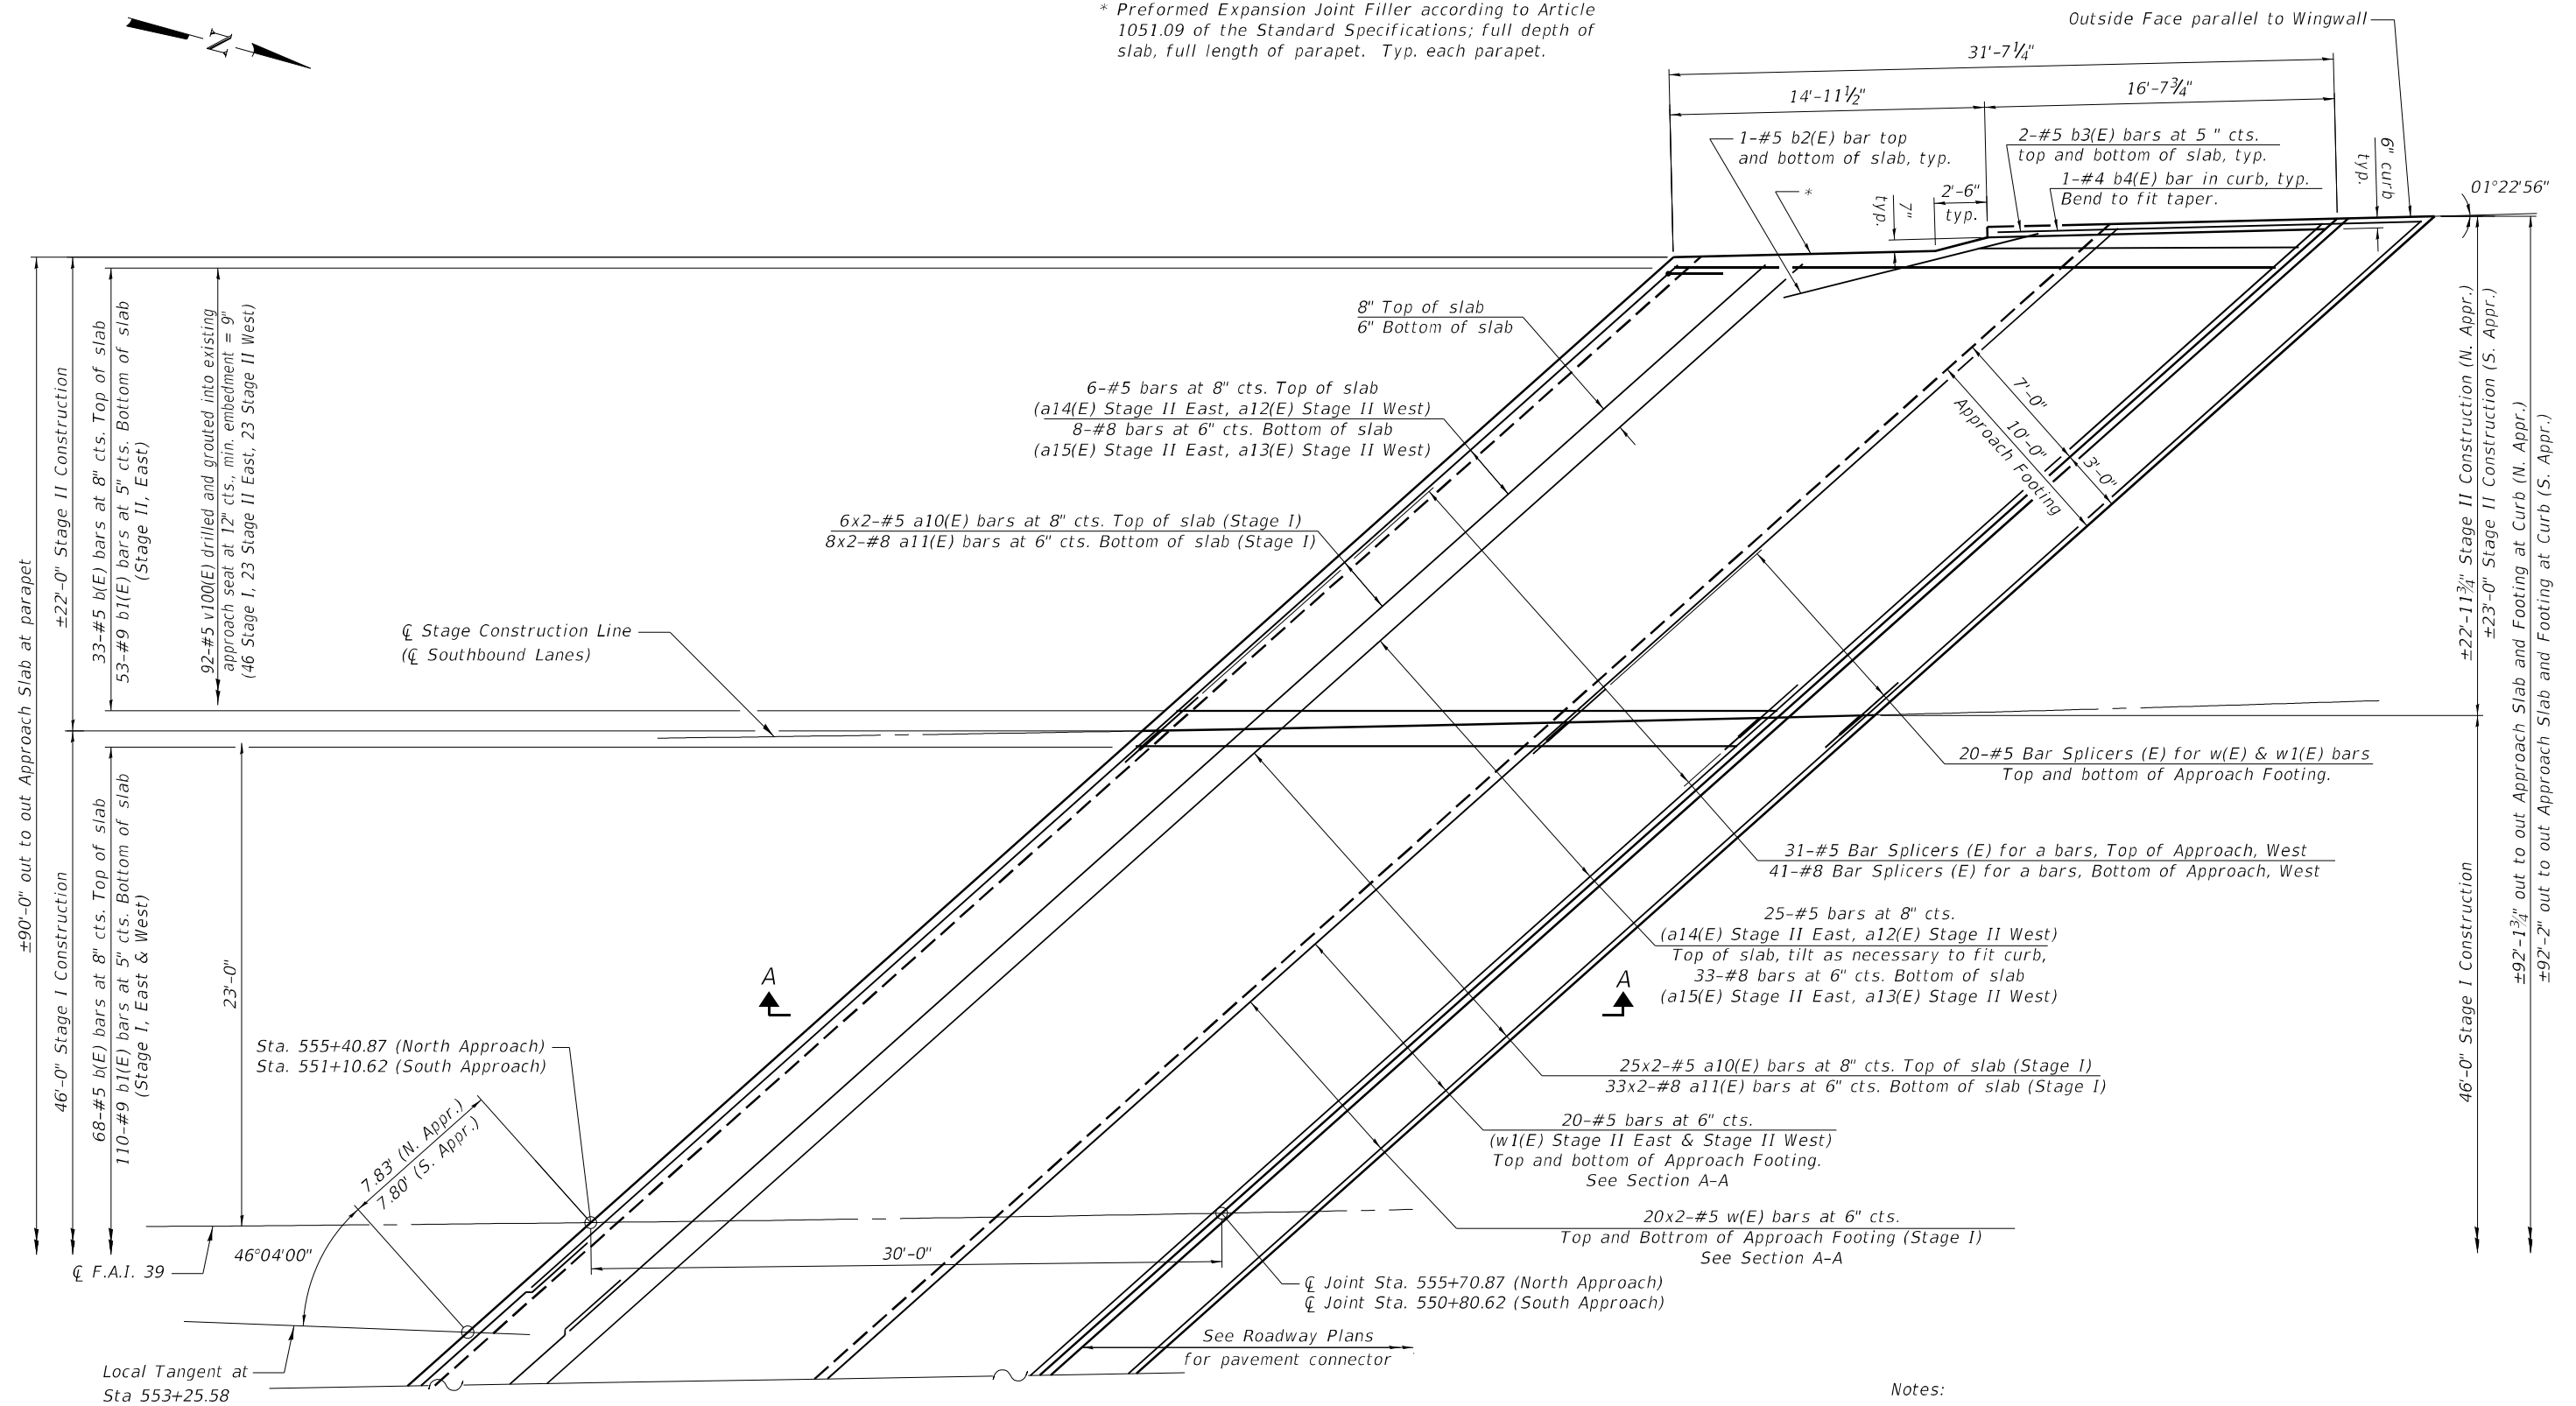 N
* Preformed Expansion Joint Filler according to Article
1051.09 of the Standard Specifications; full depth of
slab, full length of parapet. Typ. each parapet.
Outside Face parallel to Wingwall
31'-7¼"
14'-11½"
16'-7¾"
1-#5 b2(E) bar top
and bottom of slab, typ.
2-#5 b3(E) bars at 5 " cts.
top and bottom of slab, typ.
1-#4 b4(E) bar in curb, typ.
Bend to fit taper.
6" curb
typ.
01°22'56"
*
7"
typ.
2'-6"
typ.
8" Top of slab
6" Bottom of slab
6-#5 bars at 8" cts. Top of slab
(a14(E) Stage II East, a12(E) Stage II West)
8-#8 bars at 6" cts. Bottom of slab
(a15(E) Stage II East, a13(E) Stage II West)
6x2-#5 a10(E) bars at 8" cts. Top of slab (Stage I)
8x2-#8 a11(E) bars at 6" cts. Bottom of slab (Stage I)
7'-0"
10'-0"
3'-0"
Approach Footing
±90'-0" out to out Approach Slab at parapet
±22'-0" Stage II Construction
46'-0" Stage I Construction
33-#5 b(E) bars at 8" cts. Top of slab
53-#9 b1(E) bars at 5" cts. Bottom of slab
(Stage II, East)
92-#5 v100(E) drilled and grouted into existing
approach seat at 12" cts., min. embedment = 9"
(46 Stage I, 23 Stage II East, 23 Stage II West)
68-#5 b(E) bars at 8" cts. Top of slab
110-#9 b1(E) bars at 5" cts. Bottom of slab
(Stage I, East & West)
23'-0"
℄ Stage Construction Line
(℄ Southbound Lanes)
±22'-11¾" Stage II Construction (N. Appr.)
±23'-0" Stage II Construction (S. Appr.)
46'-0" Stage I Construction
±92'-1¾" out to out Approach Slab and Footing at Curb (N. Appr.)
±92'-2" out to out Approach Slab and Footing at Curb (S. Appr.)
20-#5 Bar Splicers (E) for w(E) & w1(E) bars
Top and bottom of Approach Footing.
31-#5 Bar Splicers (E) for a bars, Top of Approach, West
41-#8 Bar Splicers (E) for a bars, Bottom of Approach, West
25-#5 bars at 8" cts.
(a14(E) Stage II East, a12(E) Stage II West)
Top of slab, tilt as necessary to fit curb,
33-#8 bars at 6" cts. Bottom of slab
(a15(E) Stage II East, a13(E) Stage II West)
A
A
Sta. 555+40.87 (North Approach)
Sta. 551+10.62 (South Approach)
25x2-#5 a10(E) bars at 8" cts. Top of slab (Stage I)
33x2-#8 a11(E) bars at 6" cts. Bottom of slab (Stage I)
20-#5 bars at 6" cts.
(w1(E) Stage II East & Stage II West)
Top and bottom of Approach Footing.
See Section A-A
20x2-#5 w(E) bars at 6" cts.
Top and Bottrom of Approach Footing (Stage I)
See Section A-A
7.83' (N. Appr.)
7.80' (S. Appr.)
46°04'00"
℄ F.A.I. 39
30'-0"
℄ Joint Sta. 555+70.87 (North Approach)
℄ Joint Sta. 550+80.62 (South Approach)
See Roadway Plans
for pavement connector
Local Tangent at
Sta 553+25.58
Notes: